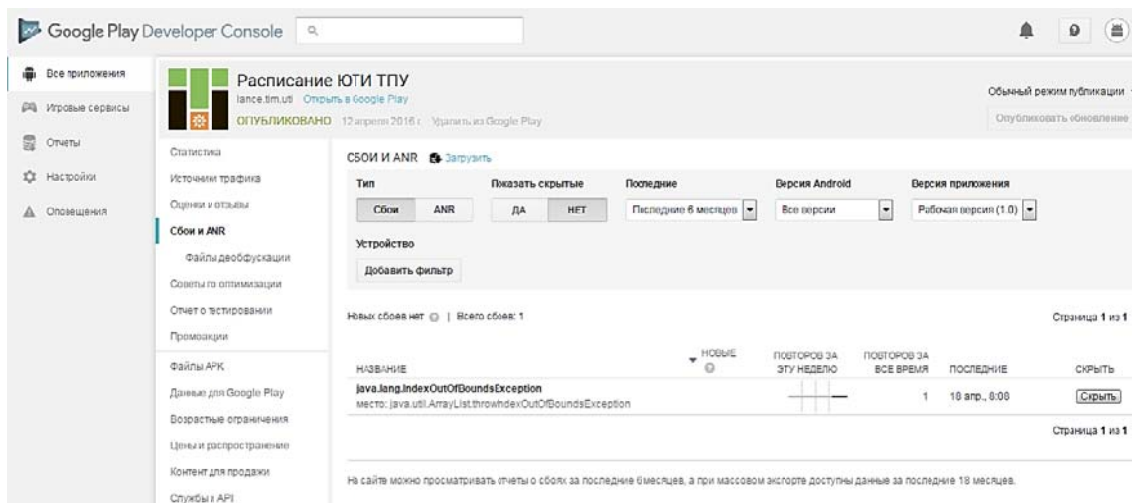 Google Play Developer Console
Все приложения
Игровые сервисы
Отчеты
Настройки
Оповещения
Расписание ЮТИ ТПУ
lance.tim.uti Открыть в Google Play
ОПУБЛИКОВАНО 12 апреля 2016 г. Удалить из Google Play
Обычный режим публикации
Опубликовать обновление
Статистика
Источники трафика
Оценки и отзывы
Сбои и ANR
Файлы деобфускации
Советы по оптимизации
Отчет о тестировании
Промоакции
Файлы APK
Данные для Google Play
Возрастные ограничения
Цены и распространение
Контент для продажи
Службы и API
СБОИ И ANR Загрузить
Тип Показать скрытые Последние Версия Android Версия приложения
Сбои ANR ДА НЕТ Последние 6 месяцев Все версии Рабочая версия (1.0)
Устройство
Добавить фильтр
Новых сбоев нет | Всего сбоев: 1 Страница 1 из 1
НАЗВАНИЕ НОВЫЕ ПОВТОРОВ ЗА ЭТУ НЕДЕЛЮ ПОВТОРОВ ЗА ВСЕ ВРЕМЯ ПОСЛЕДНИЕ СКРЫТЬ
java.lang.IndexOutOfBoundsException
место: java.util.ArrayList.throwIndexOutOfBoundsException 1 18 апр., 8:08 Скрыть
Страница 1 из 1
На сайте можно просматривать отчеты о сбоях за последние 6 месяцев, а при массовом экспорте доступны данные за последние 18 месяцев.